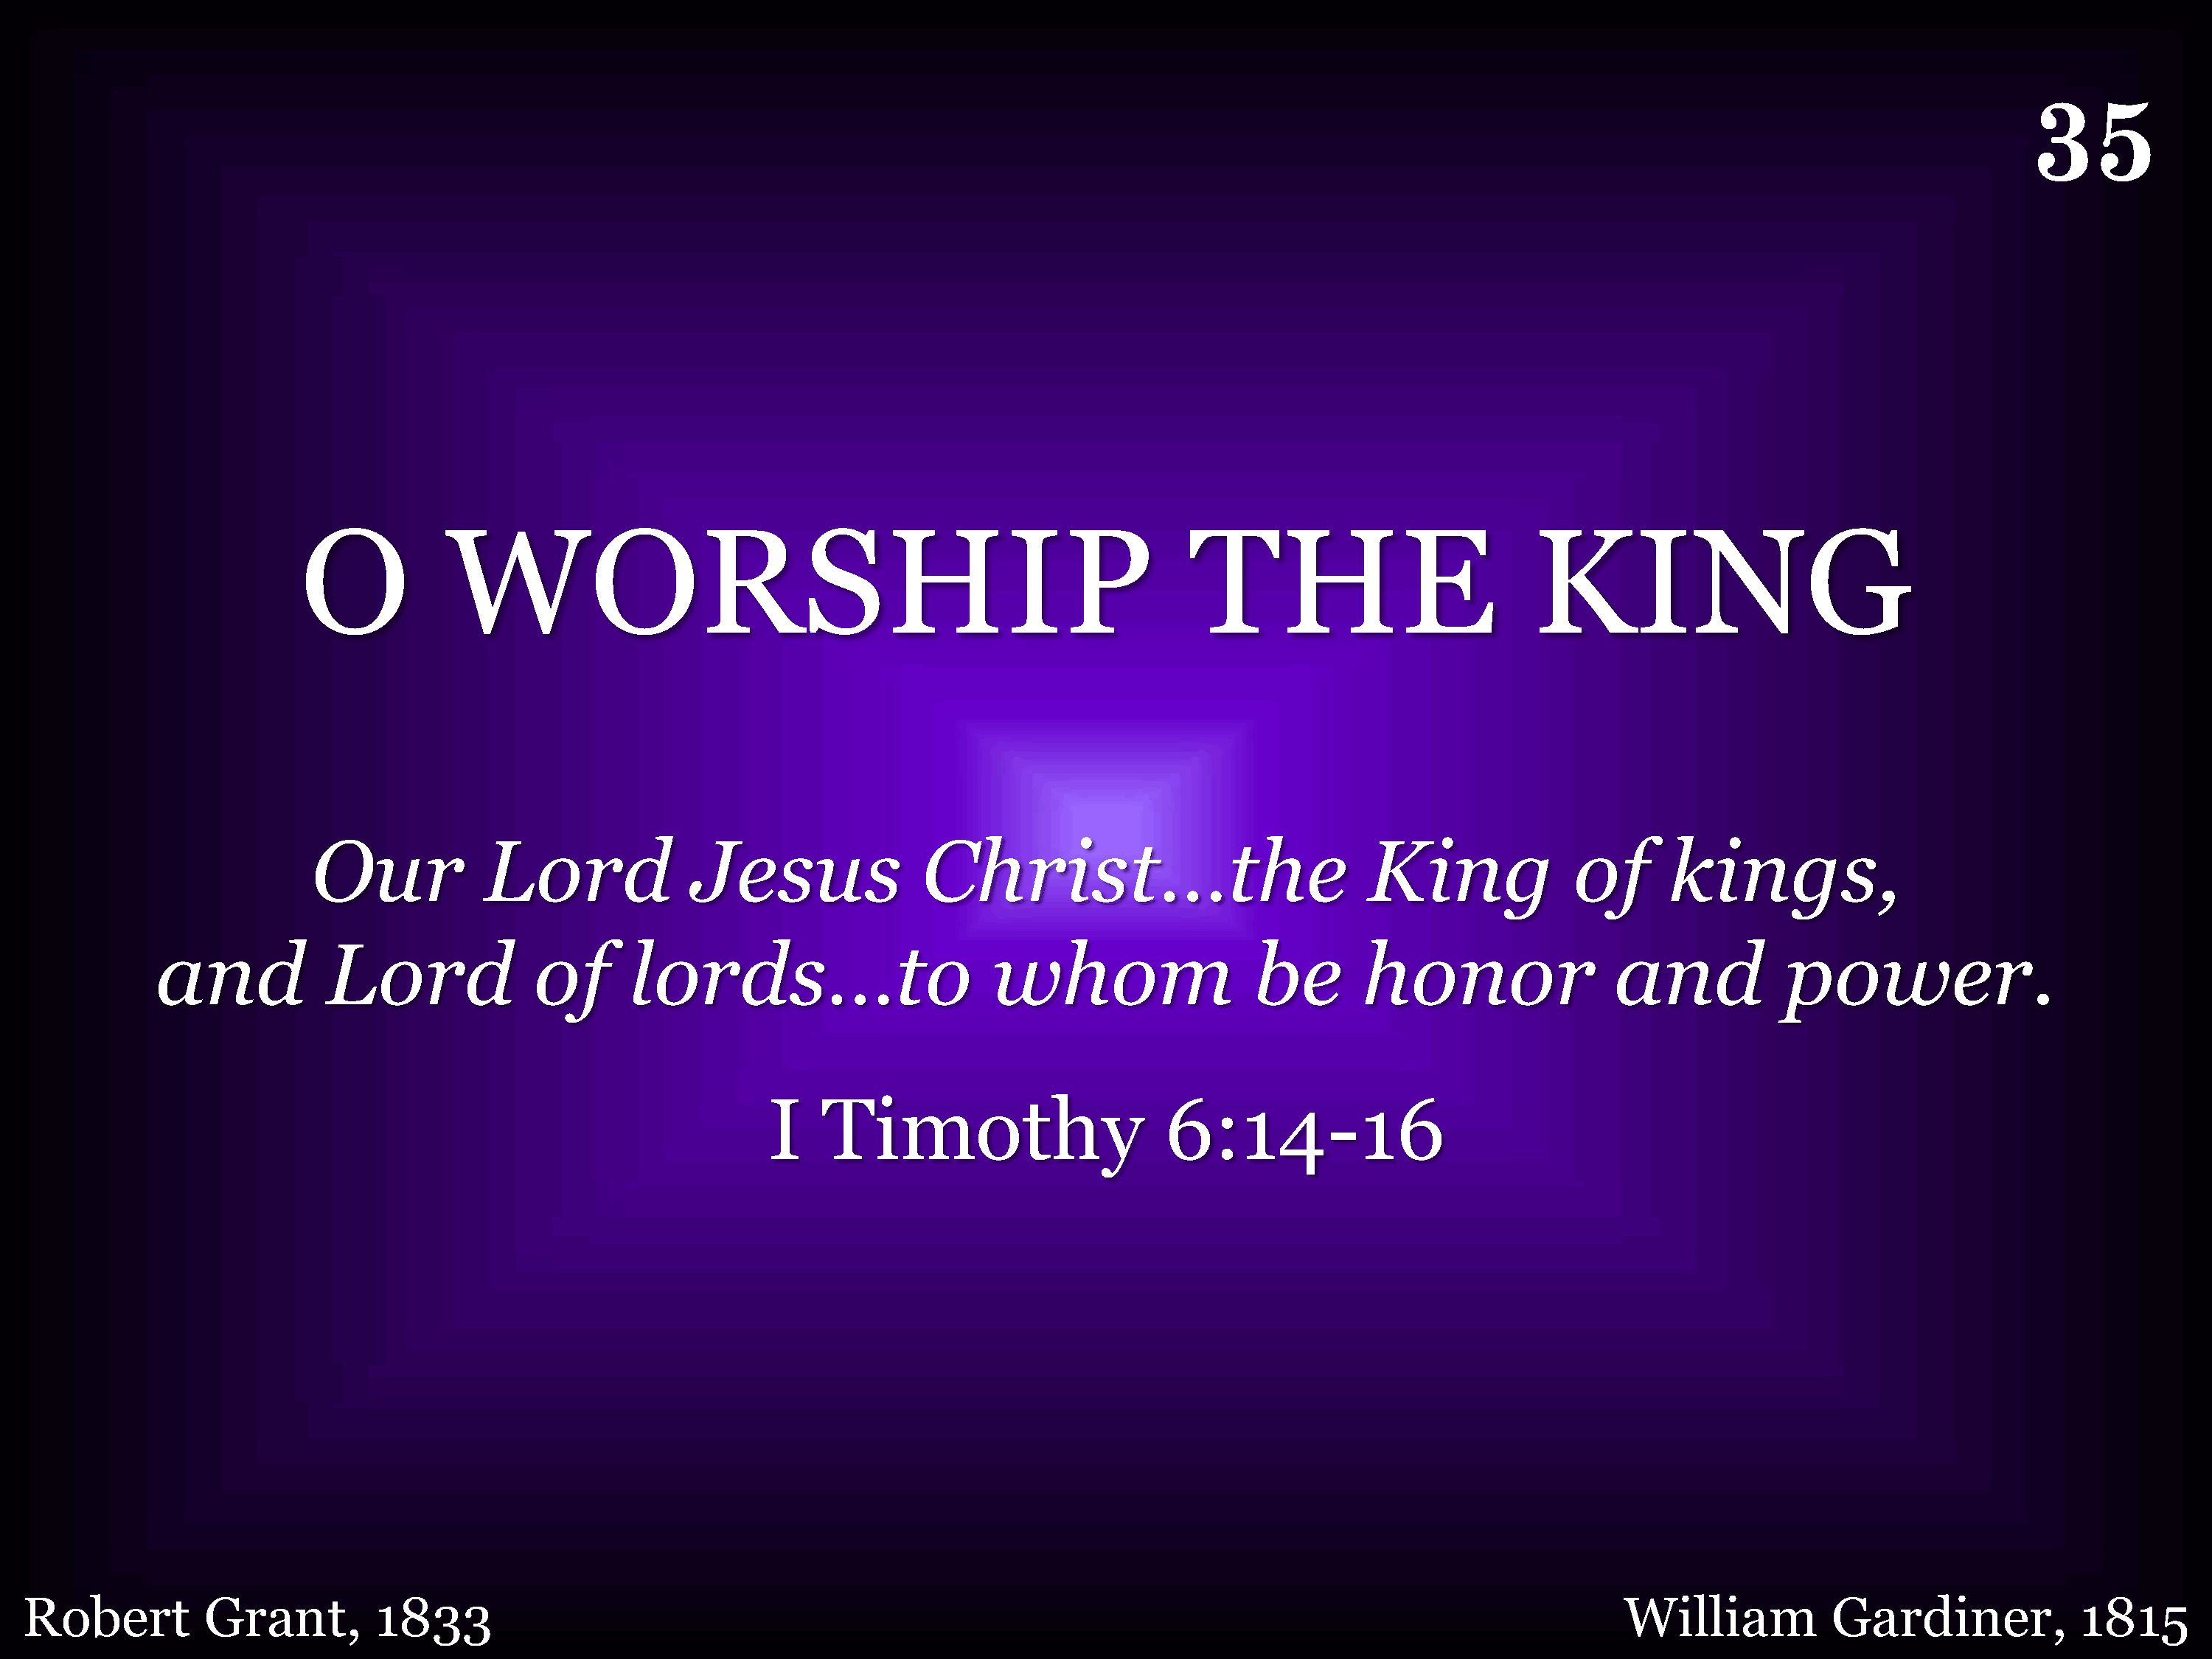 35
O WORSHIP THE KING
Our Lord Jesus Christ...the King of kings,
and Lord of lords...to whom be honor and power.
I Timothy 6:14-16
Robert Grant, 1833
William Gardiner, 1815